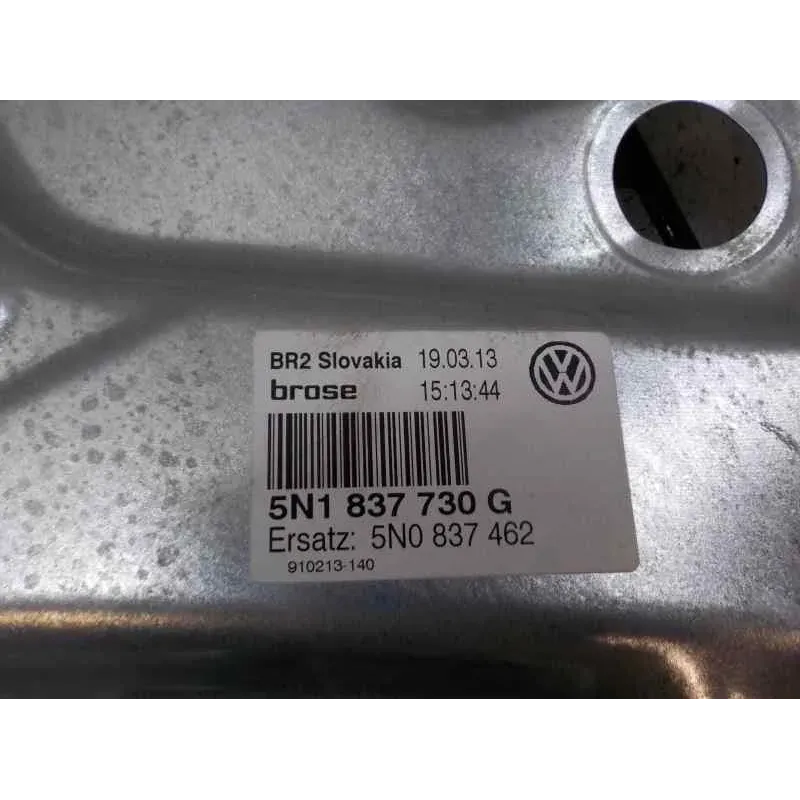 BR2 Slovakia 19.03.13
brose 15:13:44
5N1 837 730 G
Ersatz: 5N0 837 462
910213-140